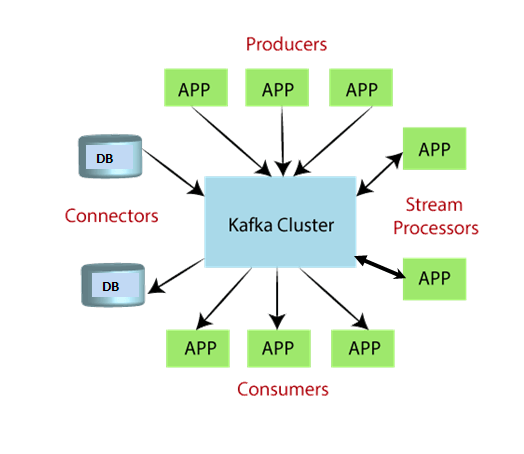 Producers
APP
APP
APP
DB
APP
Connectors
Kafka Cluster
Stream
Processors
DB
APP
APP
APP
APP
Consumers